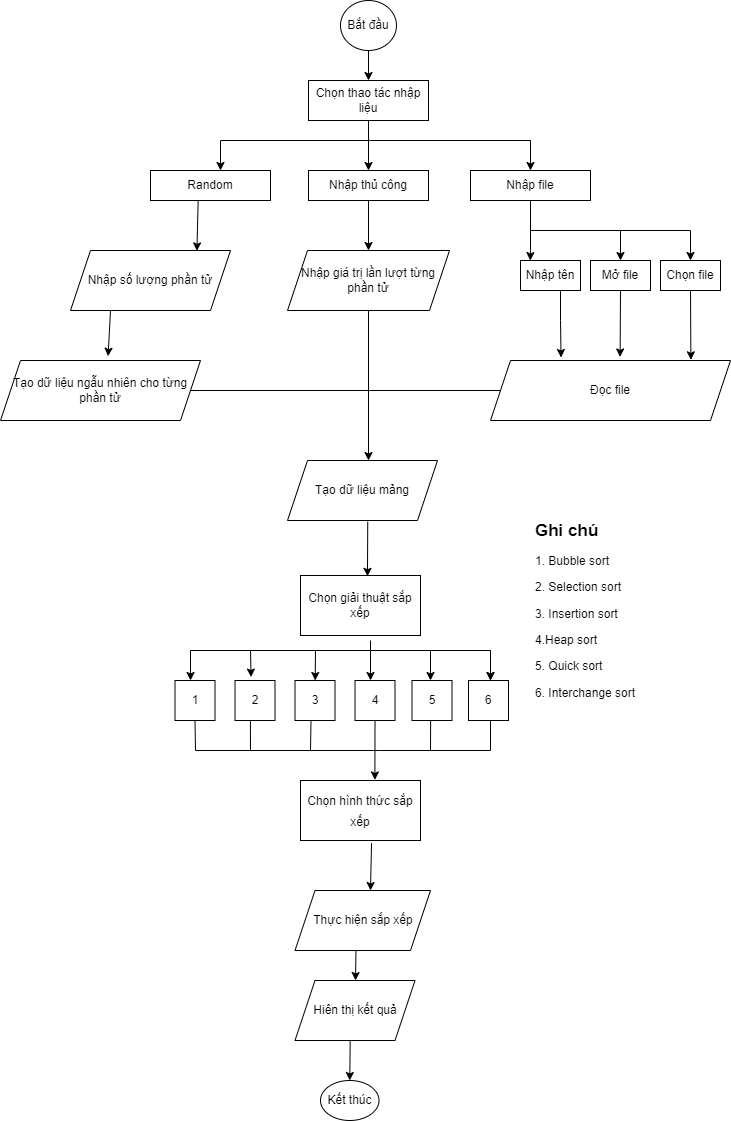 Bắt đầu
Chọn thao tác nhập
liệu
Random
Nhập thủ công
Nhập file
Nhập số lượng phần tử
Nhập giá trị lần lượt từng
phần tử
Nhập tên
Mở file
Chọn file
Tạo dữ liệu ngẫu nhiên cho từng
phần tử
Đọc file
Tạo dữ liệu mảng
Ghi chú
1. Bubble sort
2. Selection sort
3. Insertion sort
4.Heap sort
5. Quick sort
6. Interchange sort
Chọn giải thuật sắp
xếp
1
2
3
4
5
6
Chọn hình thức sắp
xếp
Thực hiện sắp xếp
Hiên thị kết quả
Kết thúc